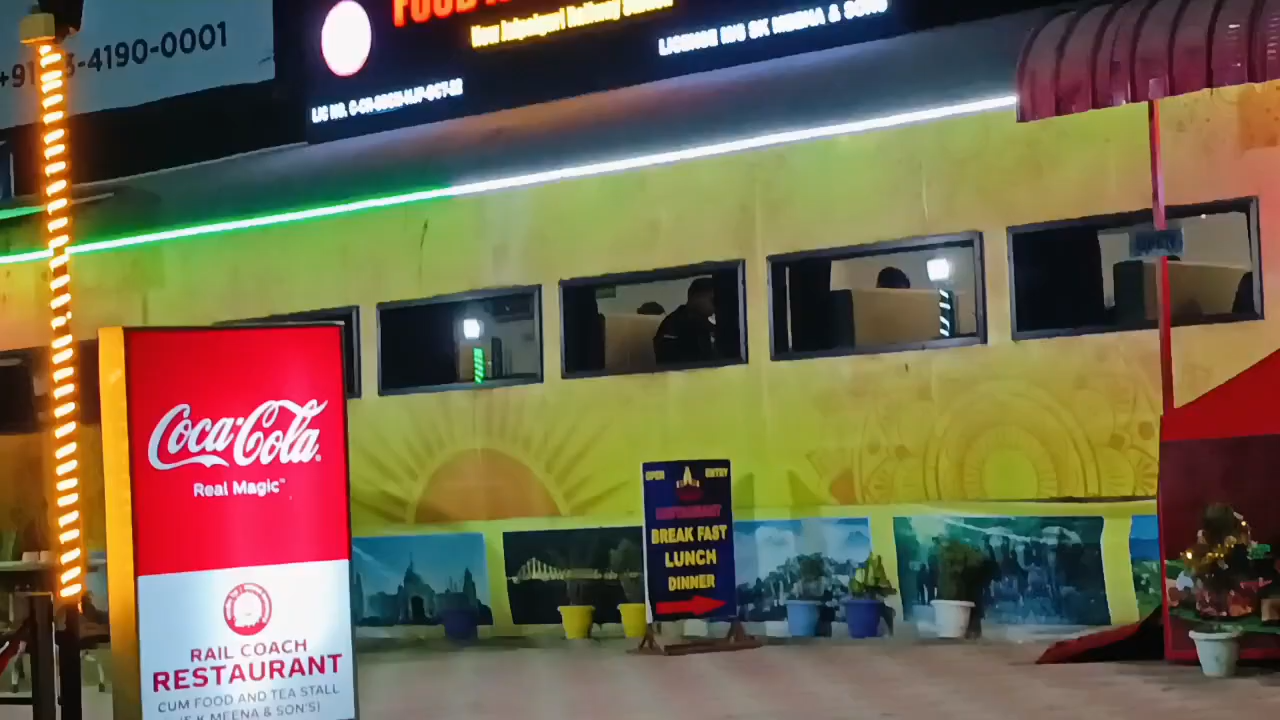 4190-0001
FOOD
New Jalpaiguri Railway
LICENSE M/S SK MEENA & SONS
LIC NO.
Coca-Cola
Real Magic
RAIL COACH
RESTAURANT
CUM FOOD AND TEA STALL
MEENA & SON'S)
OPEN ENTRY
RESTAURANT
BREAK FAST
LUNCH
DINNER